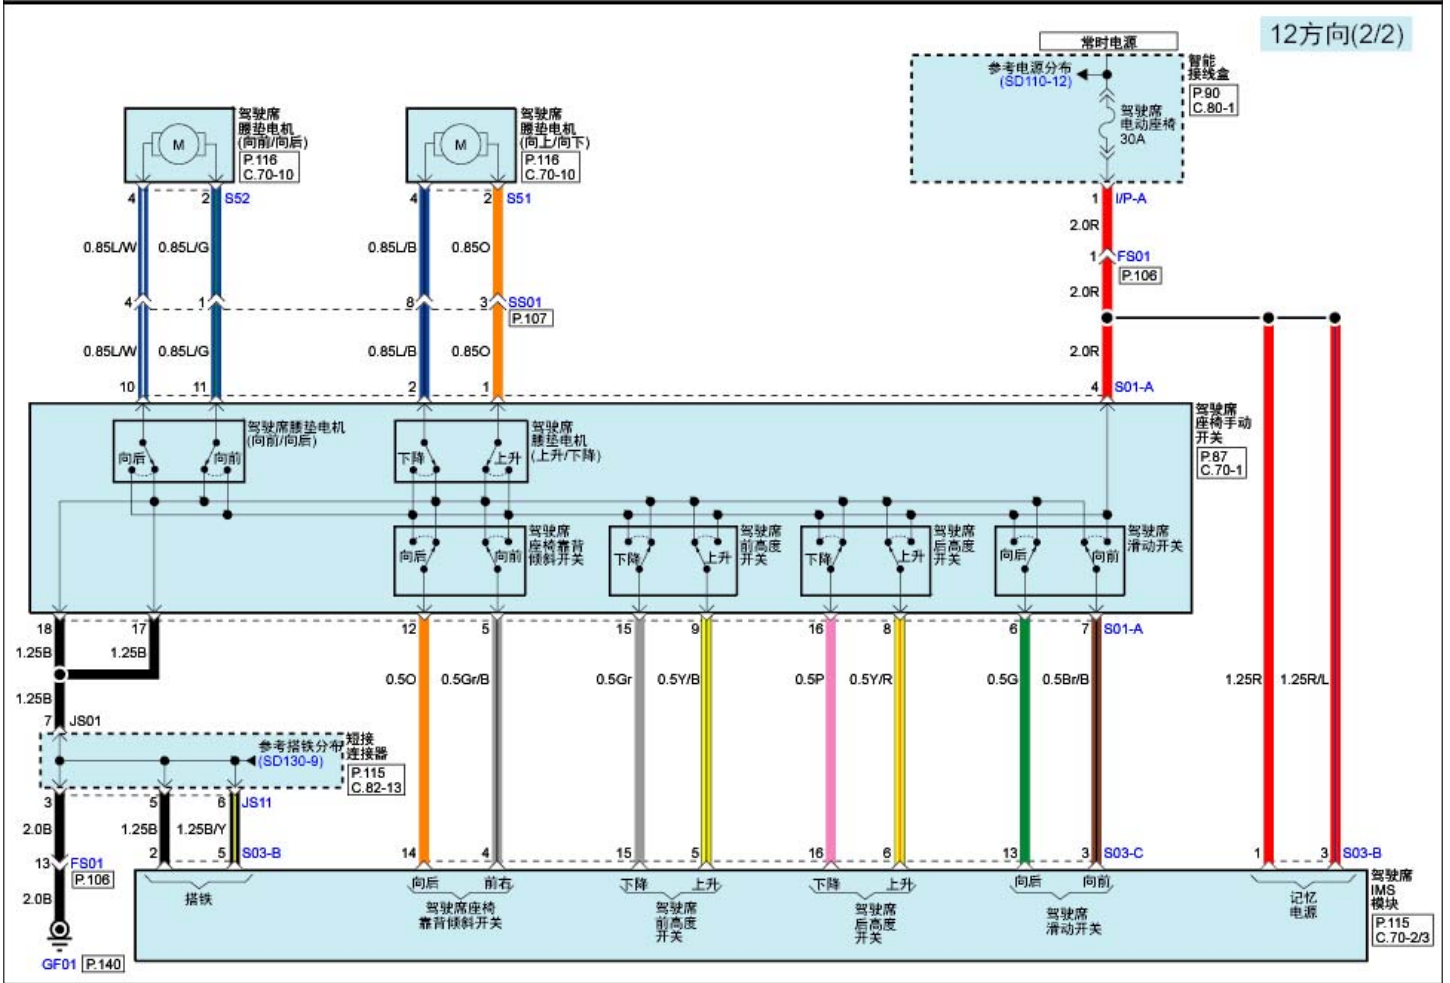 12方向(2/2)
常时电源
智能
接线盒
P.90
C.80-1
参考电源分布
(SD110-12)
驾驶席
电动座椅
30A
驾驶席
腰垫电机
(向前/向后)
P.116
C.70-10
M
驾驶席
腰垫电机
(向上/向下)
P.116
C.70-10
M
4
2
S52
4
2
S51
1
I/P-A
0.85L/W
0.85L/G
0.85L/B
0.85O
2.0R
1
FS01
P.106
2.0R
4
1
8
3
SS01
P.107
0.85L/W
0.85L/G
0.85L/B
0.85O
2.0R
10
11
2
1
4
S01-A
驾驶席
座椅手动
开关
P.87
C.70-1
驾驶席腰垫电机
(向前/向后)
向后
向前
驾驶席
腰垫电机
(上升/下降)
下降
上升
驾驶席
座椅靠背
倾斜开关
向后
向前
驾驶席
前高度
开关
下降
上升
驾驶席
后高度
开关
下降
上升
驾驶席
滑动开关
向后
向前
18
17
12
5
15
9
16
8
6
7
S01-A
1.25B
1.25B
0.5O
0.5Gr/B
0.5Gr
0.5Y/B
0.5P
0.5Y/R
0.5G
0.5Br/B
1.25R
1.25R/L
1.25B
7
JS01
短接
连接器
P.115
C.82-13
参考搭铁分布
(SD130-9)
3
5
6
JS11
2.0B
1.25B
1.25B/Y
13
FS01
P.106
2.0B
GF01
P.140
2
5
S03-B
14
4
15
5
16
6
13
3
S03-C
1
3
S03-B
搭铁
向后
前右
驾驶席座椅
靠背倾斜开关
下降
上升
驾驶席
前高度
开关
下降
上升
驾驶席
后高度
开关
向后
向前
驾驶席
滑动开关
记忆
电源
驾驶席
IMS
模块
P.115
C.70-2/3